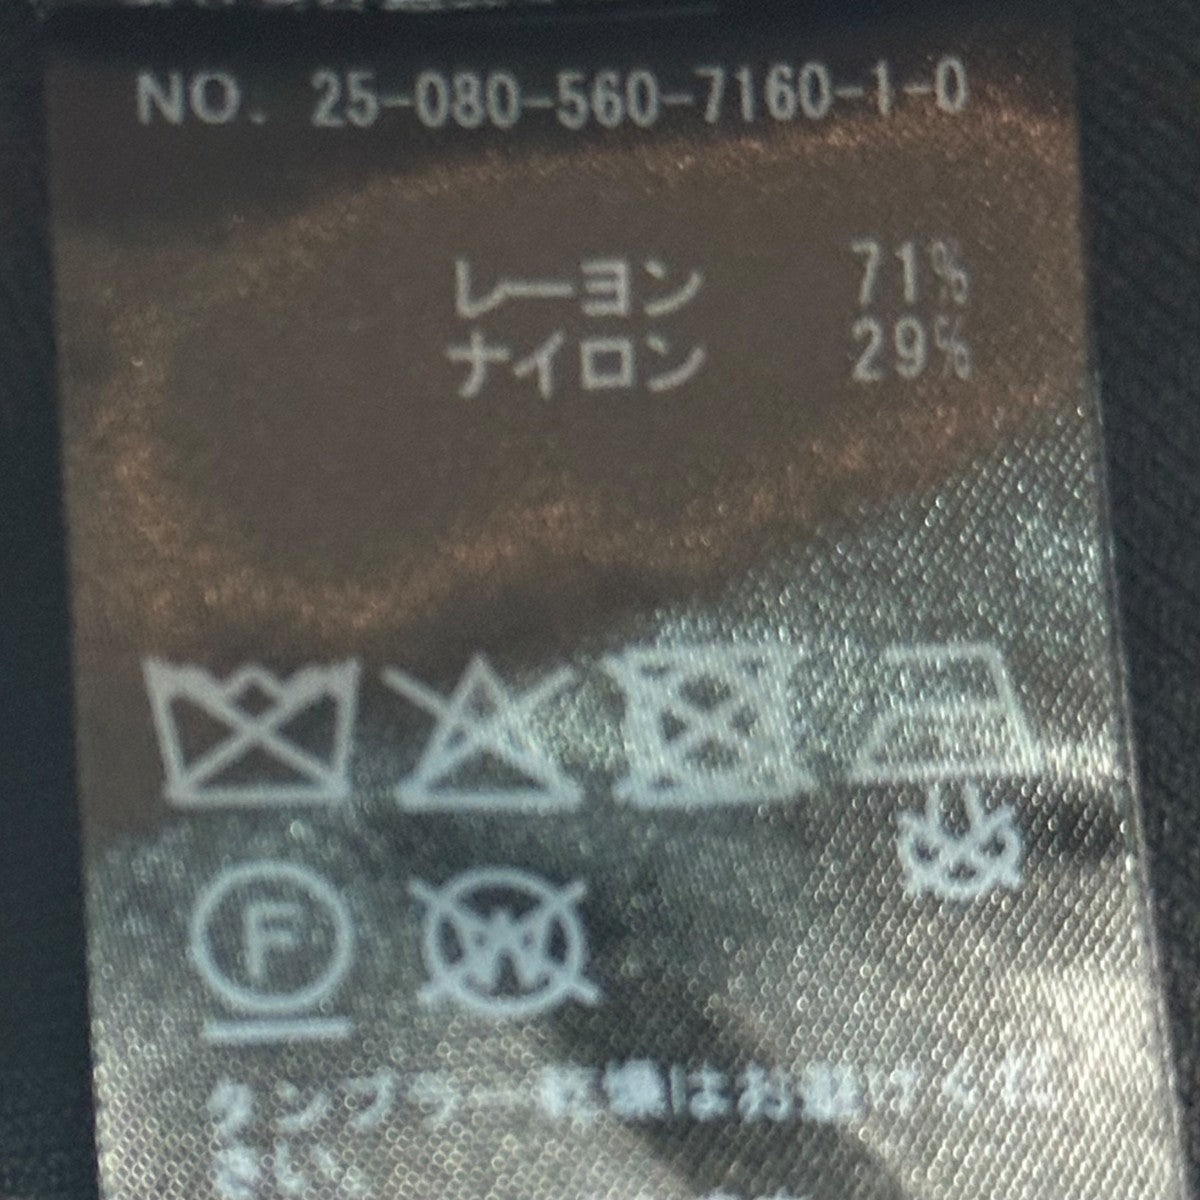 NO. 25-080-560-7160-1-0
レーヨン 71%
ナイロン 29%
F
W
タンブラー乾燥はお避けくだ
さい